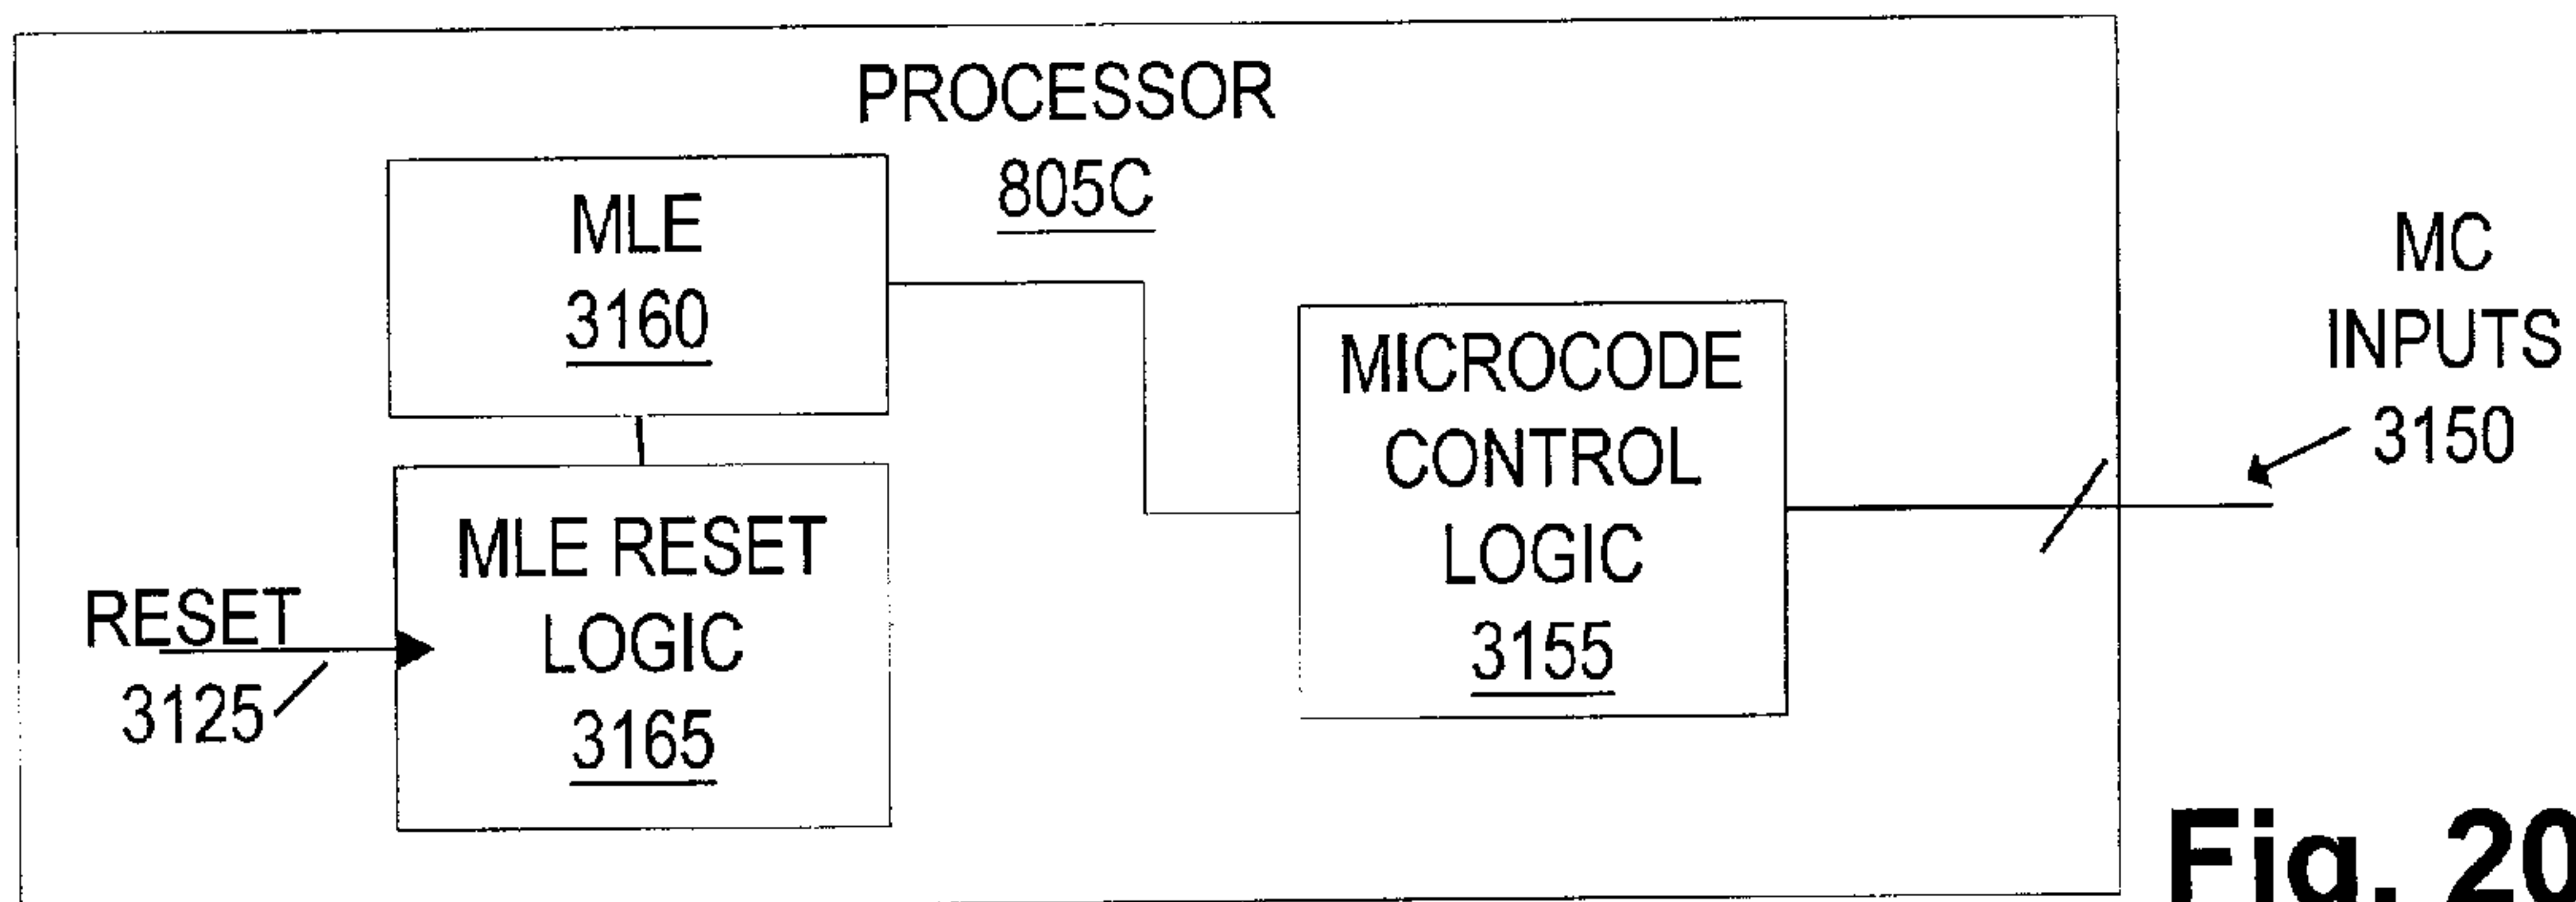 PROCESSOR
805C
MLE
3160
MLE RESET
LOGIC
3165
RESET
3125
MICROCODE
CONTROL
LOGIC
3155
MC
INPUTS
3150
Fig. 20